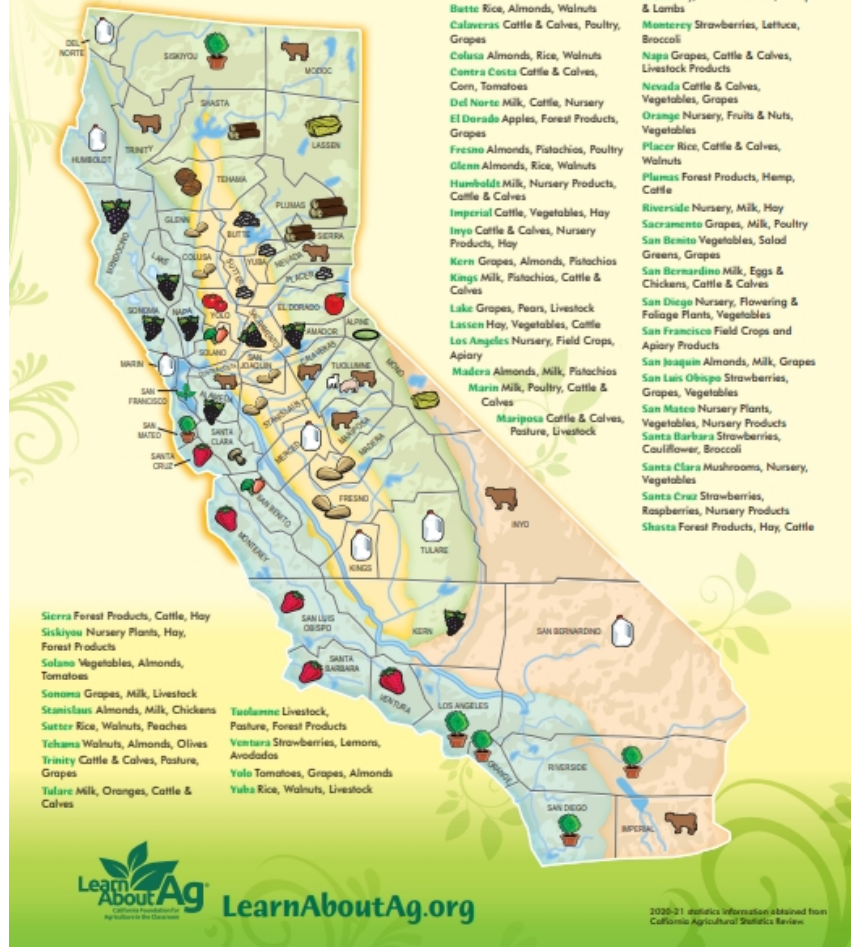 Butte Rice, Almonds, Walnuts
Calaveras Cattle & Calves, Poultry,
Grapes
Colusa Almonds, Rice, Walnuts
Contra Costa Cattle & Calves,
Corn, Tomatoes
Del Norte Milk, Cattle, Nursery
El Dorado Apples, Forest Products,
Grapes
Fresno Almonds, Pistachios, Poultry
Glenn Almonds, Rice, Walnuts
Humboldt Milk, Nursery Products,
Cattle & Calves
Imperial Cattle, Vegetables, Hay
Inyo Cattle & Calves, Nursery
Products, Hay
Kern Grapes, Almonds, Pistachios
Kings Milk, Pistachios, Cattle &
Calves
Lake Grapes, Pears, Livestock
Lassen Hay, Vegetables, Cattle
Los Angeles Nursery, Field Crops,
Apiary
Madera Almonds, Milk, Pistachios
Marin Milk, Poultry, Cattle &
Calves
Mariposa Cattle & Calves,
Pasture, Livestock
& Lambs
Monterey Strawberries, Lettuce,
Broccoli
Napa Grapes, Cattle & Calves,
Livestock Products
Nevada Cattle & Calves,
Vegetables, Grapes
Orange Nursery, Fruits & Nuts,
Vegetables
Placer Rice, Cattle & Calves,
Walnuts
Plumas Forest Products, Hemp,
Cattle
Riverside Nursery, Milk, Hay
Sacramento Grapes, Milk, Poultry
San Benito Vegetables, Salad
Greens, Grapes
San Bernardino Milk, Eggs &
Chickens, Cattle & Calves
San Diego Nursery, Flowering &
Foliage Plants, Vegetables
San Francisco Field Crops and
Apiary Products
San Joaquin Almonds, Milk, Grapes
San Luis Obispo Strawberries,
Grapes, Vegetables
San Mateo Nursery Plants,
Vegetables, Nursery Products
Santa Barbara Strawberries,
Cauliflower, Broccoli
Santa Clara Mushrooms, Nursery,
Vegetables
Santa Cruz Strawberries,
Raspberries, Nursery Products
Shasta Forest Products, Hay, Cattle
DEL
NORTE
SISKIYOU
MODOC
SHASTA
LASSEN
HUMBOLDT
TRINITY
TEHAMA
PLUMAS
GLENN
BUTTE
SIERRA
MENDOCINO
LAKE
COLUSA
SUTTER
YUBA
NEVADA
PLACER
SONOMA
NAPA
YOLO
EL DORADO
SACRAMENTO
AMADOR
ALPINE
SOLANO
MARIN
SAN
JOAQUIN
CALAVERAS
TUOLUMNE
MONO
SAN
FRANCISCO
ALAMEDA
STANISLAUS
SAN
MATEO
SANTA
CLARA
MERCED
MARIPOSA
MADERA
SANTA
CRUZ
SAN BENITO
FRESNO
MONTEREY
KINGS
TULARE
INYO
SAN LUIS
OBISPO
KERN
SAN BERNARDINO
SANTA
BARBARA
VENTURA
LOS ANGELES
ORANGE
RIVERSIDE
SAN DIEGO
IMPERIAL
Sierra Forest Products, Cattle, Hay
Siskiyou Nursery Plants, Hay,
Forest Products
Solano Vegetables, Almonds,
Tomatoes
Sonoma Grapes, Milk, Livestock
Stanislaus Almonds, Milk, Chickens
Sutter Rice, Walnuts, Peaches
Tehama Walnuts, Almonds, Olives
Trinity Cattle & Calves, Pasture,
Grapes
Tulare Milk, Oranges, Cattle &
Calves
Tuolumne Livestock,
Pasture, Forest Products
Ventura Strawberries, Lemons,
Avodados
Yolo Tomatoes, Grapes, Almonds
Yuba Rice, Walnuts, Livestock
Learn
About Ag
California Foundation for
Agriculture in the Classroom
LearnAboutAg.org
2020-21 statistics information obtained from
California Agricultural Statistics Review.